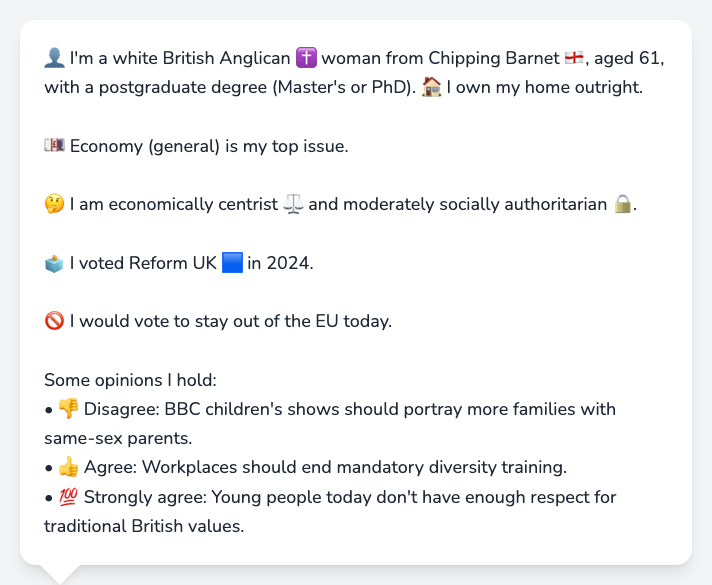 👤 I'm a white British Anglican ✝️ woman from Chipping Barnet 🏴󠁧󠁢󠁥󠁮󠁧󠁿, aged 61,
with a postgraduate degree (Master's or PhD). 🏠 I own my home outright.
💷 Economy (general) is my top issue.
🤔 I am economically centrist ⚖️ and moderately socially authoritarian 🔒.
🗳️ I voted Reform UK 🟦 in 2024.
🚫 I would vote to stay out of the EU today.
Some opinions I hold:
• 👎 Disagree: BBC children's shows should portray more families with
same-sex parents.
• 👍 Agree: Workplaces should end mandatory diversity training.
• 💯 Strongly agree: Young people today don't have enough respect for
traditional British values.